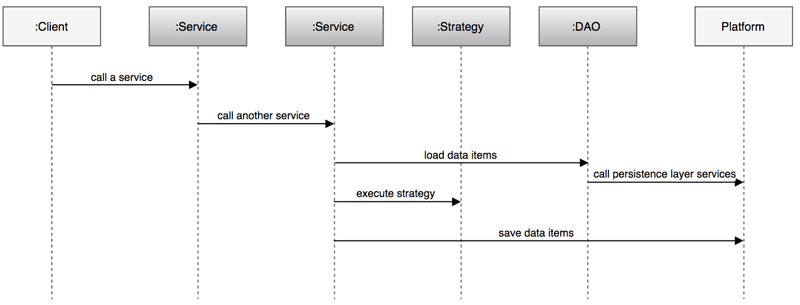 :Client
:Service
:Service
:Strategy
:DAO
Platform
call a service
call another service
load data items
call persistence layer services
execute strategy
save data items